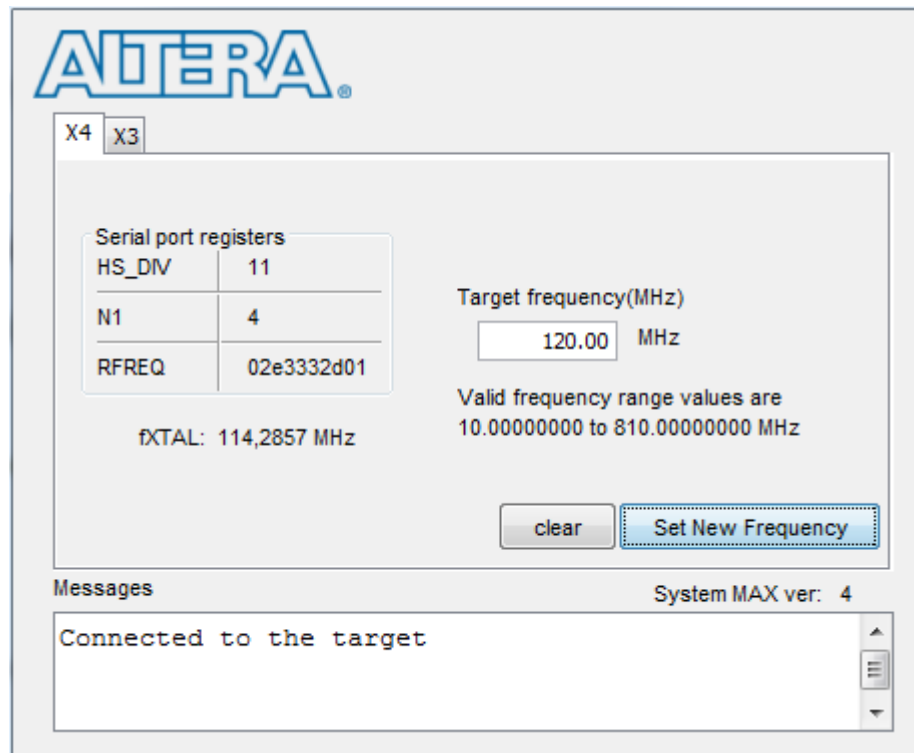 ALTERA®
X4 X3
Serial port registers
HS_DIV 11
N1 4
RFREQ 02e3332d01
fXTAL: 114,2857 MHz
Target frequency(MHz)
120.00 MHz
Valid frequency range values are
10.00000000 to 810.00000000 MHz
clear Set New Frequency
Messages System MAX ver: 4
Connected to the target